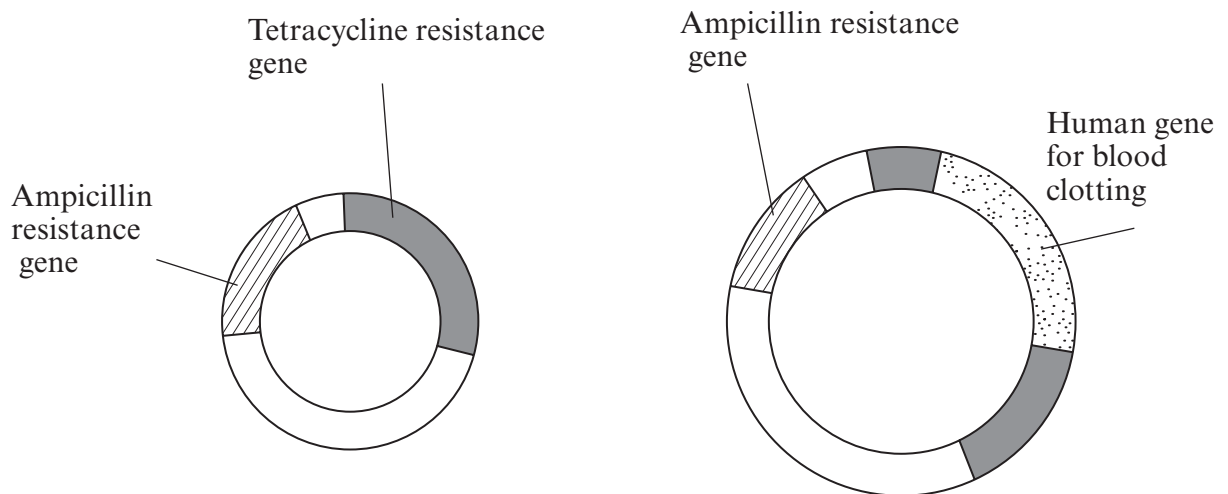 Tetracycline resistance
gene
Ampicillin
resistance
gene
Ampicillin resistance
gene
Human gene
for blood
clotting